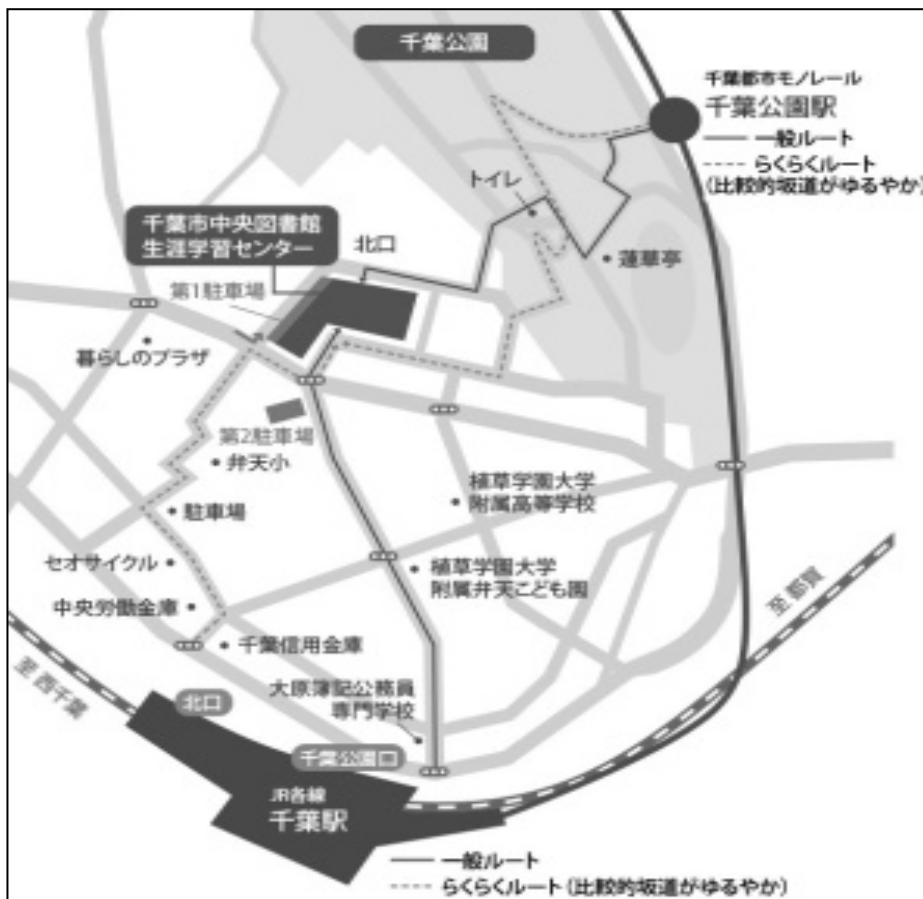 千葉公園
千葉都市モノレール
千葉公園駅
一般ルート
らくらくルート
(比較的坂道がゆるやか)
トイレ
千葉市中央図書館
生涯学習センター
北口
蓮華亭
第1駐車場
暮らしのプラザ
第2駐車場
弁天小
植草学園大学
附属高等学校
駐車場
セオサイクル
植草学園大学
附属弁天こども園
中央労働金庫
至 都賀
千葉信用金庫
至 西千葉
北口
大原簿記公務員
専門学校
千葉公園口
JR各線
千葉駅
一般ルート
らくらくルート(比較的坂道がゆるやか)